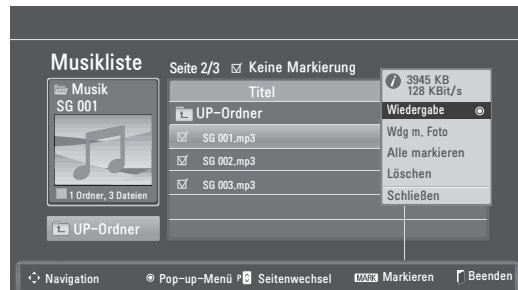 Musikliste
Seite 2/3 Keine Markierung
Musik
SG 001
1 Ordner, 3 Dateien
UP-Ordner
Titel
UP-Ordner
SG 001.mp3
SG 002.mp3
SG 003.mp3
3945 KB
128 KBit/s
Wiedergabe
Wdg m. Foto
Alle markieren
Löschen
Schließen
Navigation Pop-up-Menü P Seitenwechsel MARK Markieren Beenden